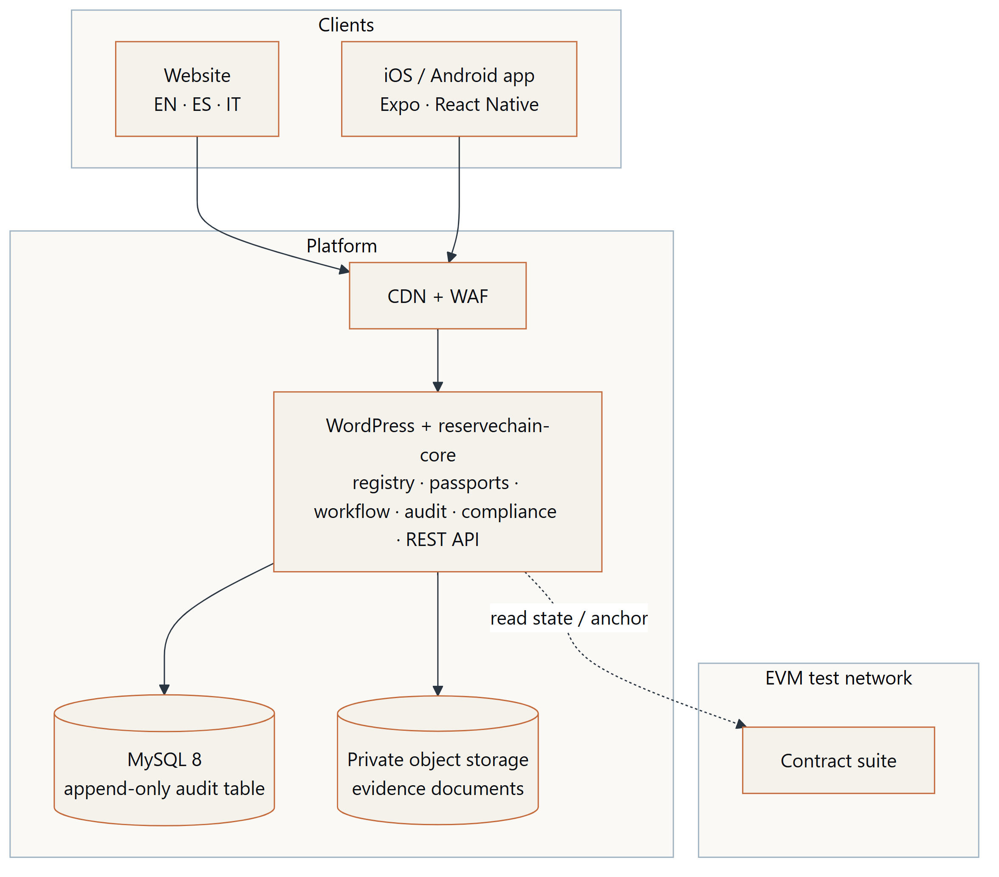 Clients
Website
EN · ES · IT
iOS / Android app
Expo · React Native
Platform
CDN + WAF
WordPress + reservechain-
core
registry · passports ·
workflow · audit · compliance
· REST API
read state / anchor
EVM test network
MySQL 8
append-only audit table
Private object storage
evidence documents
Contract suite